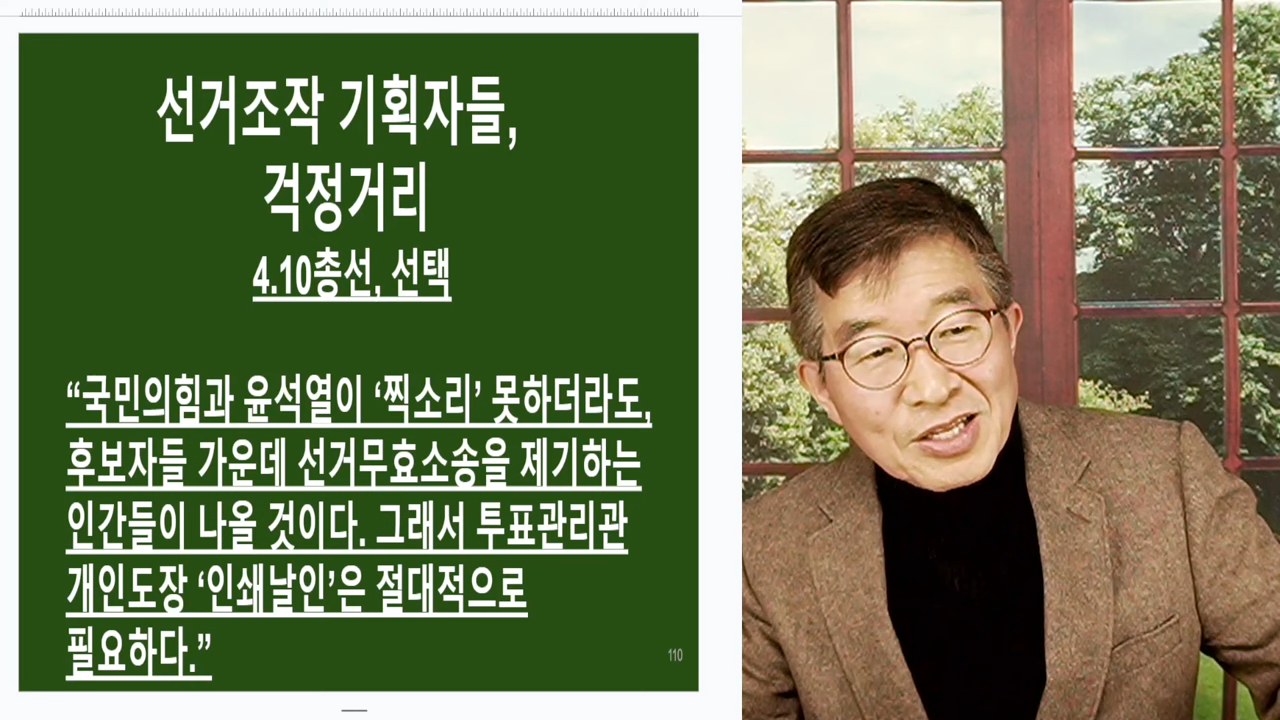 선거조작 기획자들,
걱정거리
4.10총선, 선택
“국민의힘과 윤석열이 ‘찍소리’ 못하더라도,
후보자들 가운데 선거무효소송을 제기하는
인간들이 나올 것이다. 그래서 투표관리관
개인도장 ‘인쇄날인’은 절대적으로
필요하다.”
110